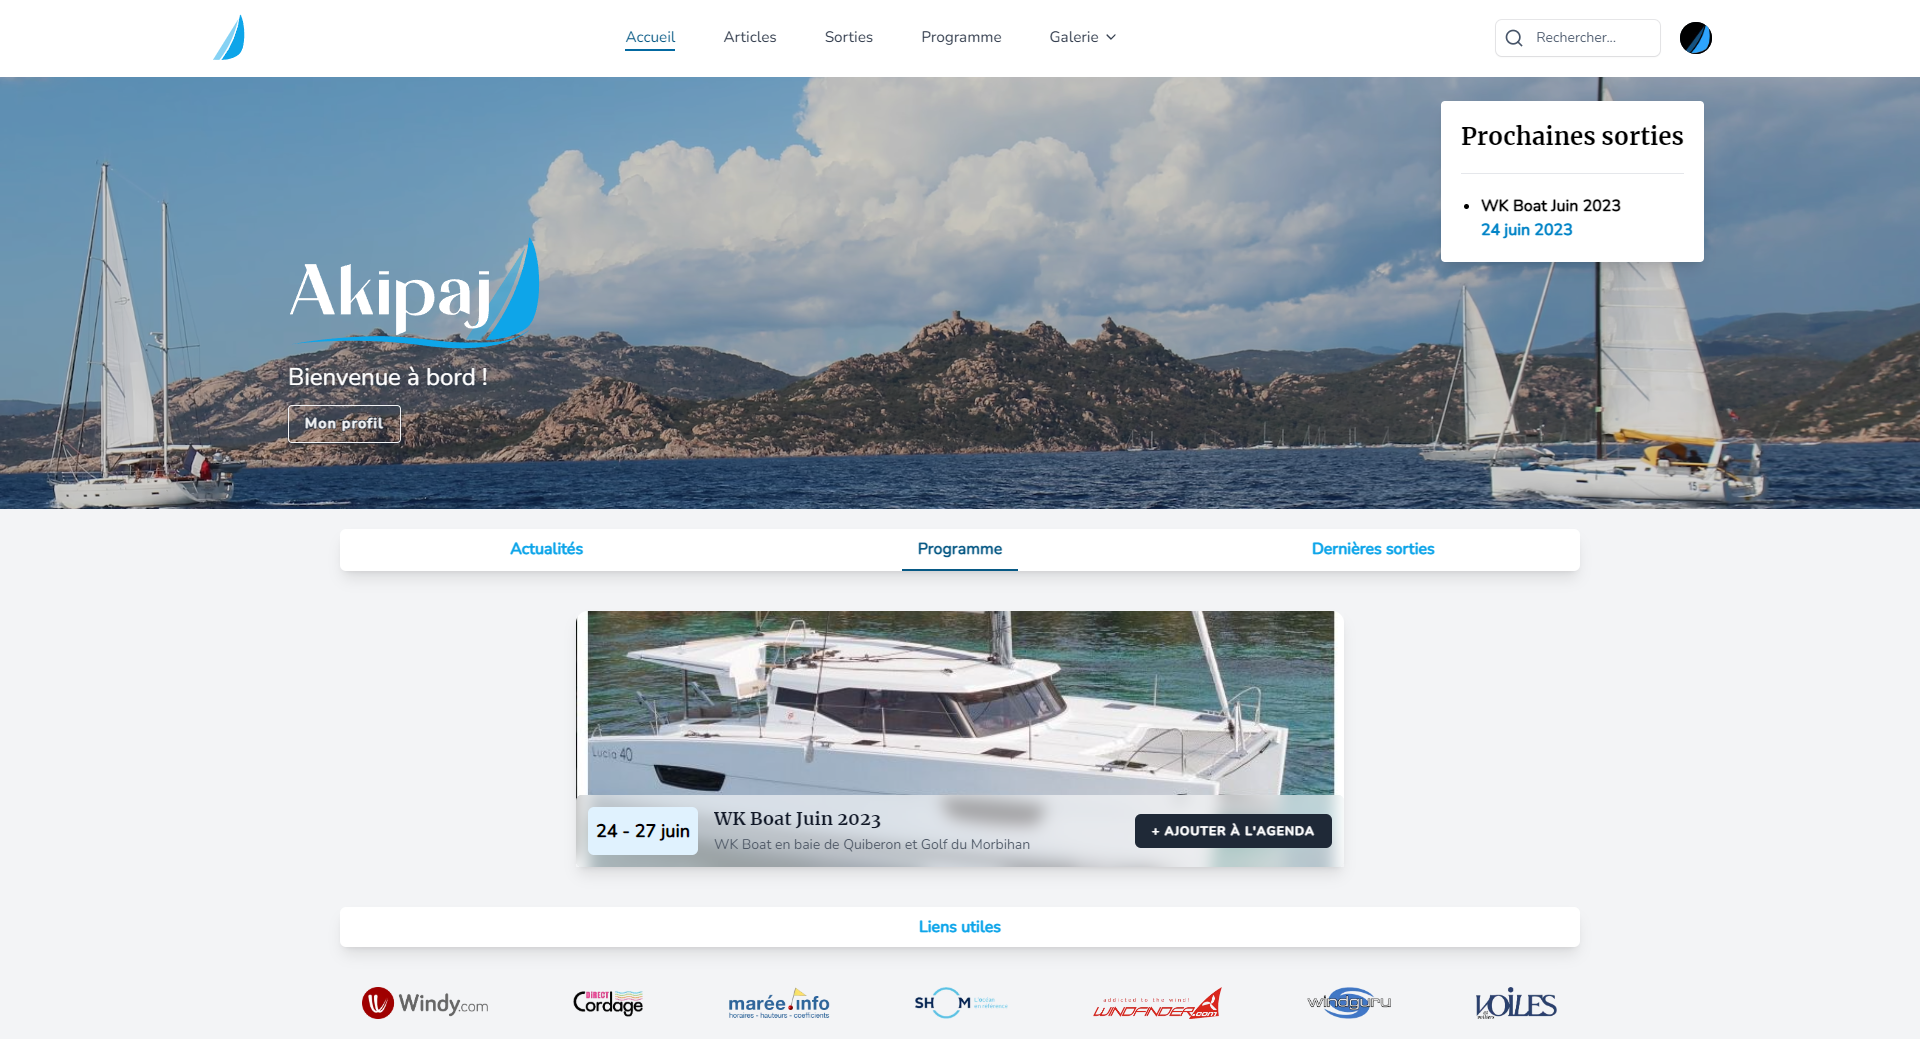 Accueil
Articles
Sorties
Programme
Galerie
Rechercher...
Prochaines sorties
WK Boat Juin 2023
24 juin 2023
Akipaj
Bienvenue à bord !
Mon profil
Actualités
Programme
Dernières sorties
Lucia 40
24 - 27 juin
WK Boat Juin 2023
WK Boat en baie de Quiberon et Golf du Morbihan
+ AJOUTER À L'AGENDA
Liens utiles
Windy.com
DIRECT
Cordage
marée.info
horaires - hauteurs - coefficients
SHOM
L'océan
en référence
addicted to the wind!
WINDFINDER.com
windguru
VOILES